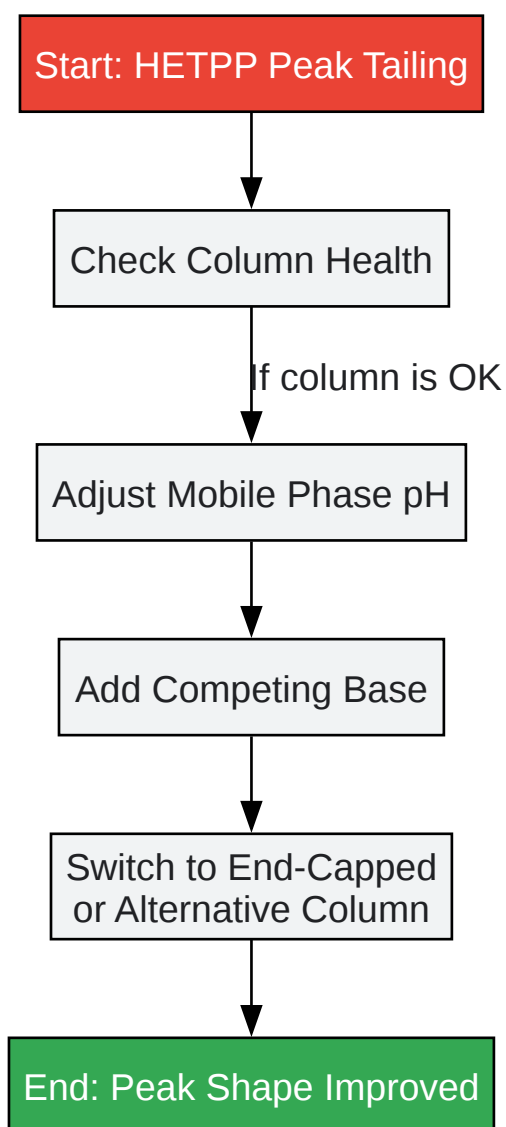 Start: HETPP Peak Tailing
Check Column Health
If column is OK
Adjust Mobile Phase pH
Add Competing Base
Switch to End-Capped
or Alternative Column
End: Peak Shape Improved